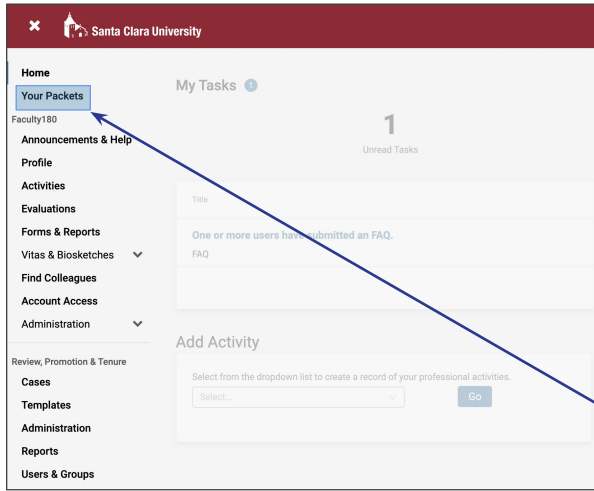 Santa Clara University
Home
Your Packets
Faculty180
Announcements & Help
Profile
Activities
Evaluations
Forms & Reports
Vitas & Biosketches
Find Colleagues
Account Access
Administration
Review, Promotion & Tenure
Cases
Templates
Administration
Reports
Users & Groups
My Tasks 1
1
Unread Tasks
Title
One or more users have submitted an FAQ.
FAQ
Add Activity
Select from the dropdown list to create a record of your professional activities.
Select... Go